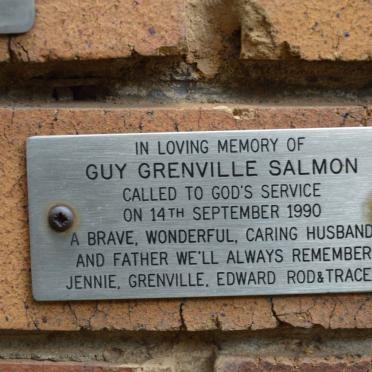 IN LOVING MEMORY OF
GUY GRENVILLE SALMON
CALLED TO GOD'S SERVICE
ON 14TH SEPTEMBER 1990
A BRAVE, WONDERFUL, CARING HUSBAND
AND FATHER WE'LL ALWAYS REMEMBER
JENNIE, GRENVILLE, EDWARD ROD & TRACE